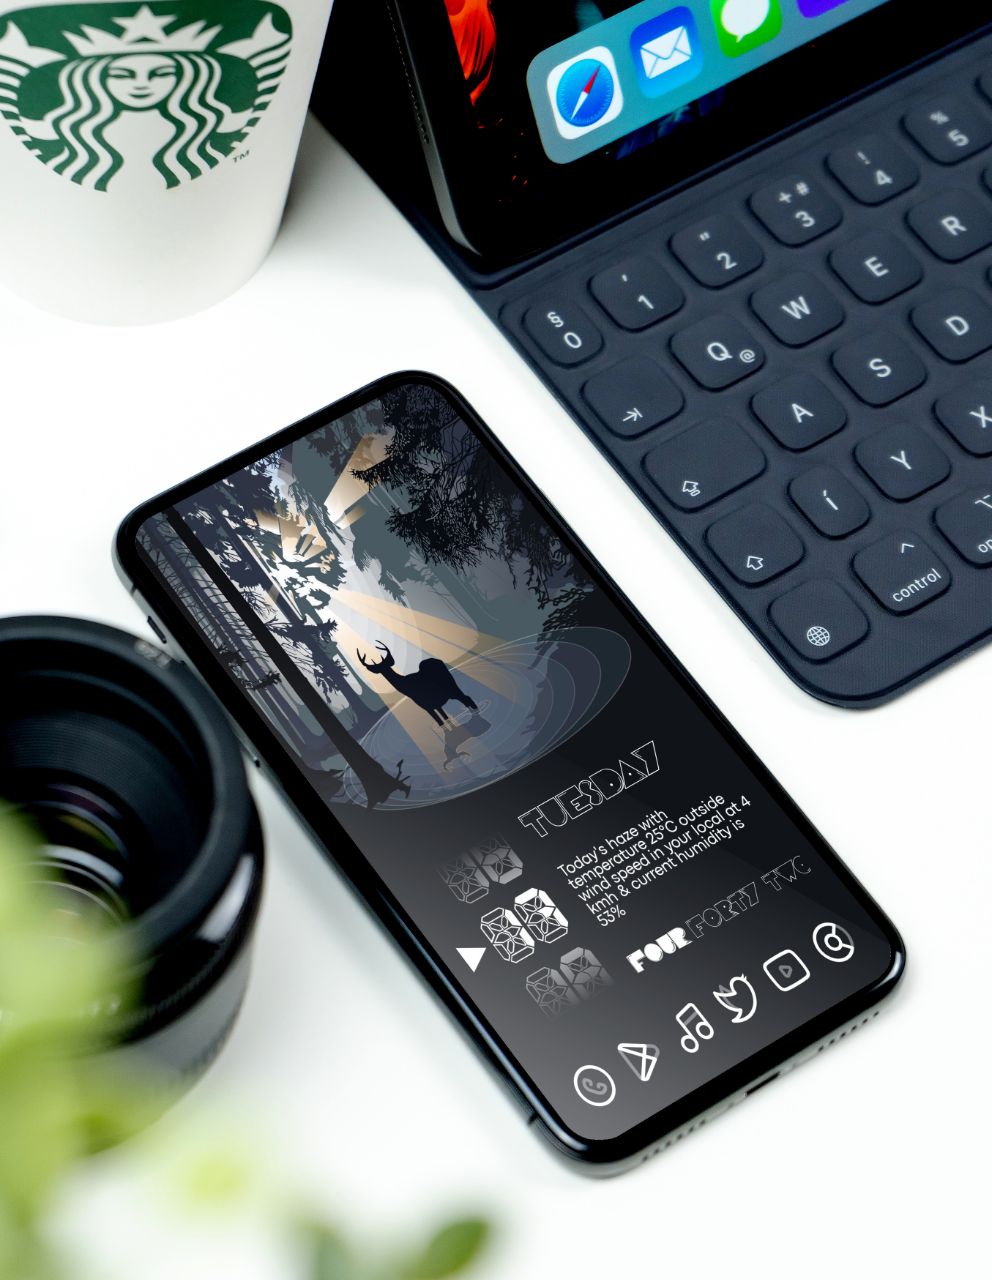 TM
% 5
! 4
+ # 3
" 2
' 1
§ 0
R
E
W
Q @
D
S
A
X
Y
í
control
TUESDAY
Today's haze with
temperature 25°C outside
wind speed in your local at 4
kmh & current humidity is
53%
FOUR FORTY TWO